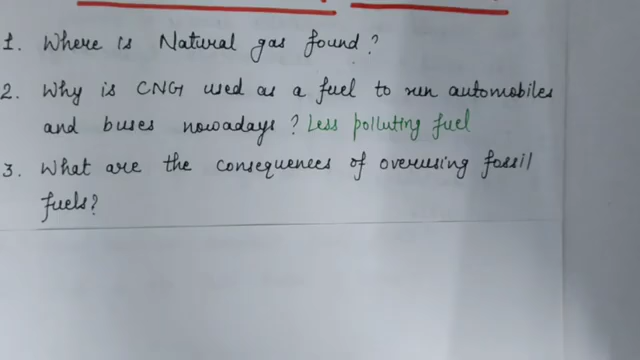 1. Where is Natural gas found?
2. Why is CNG used as a fuel to run automobiles
and buses nowadays? Less polluting fuel
3. What are the consequences of overusing fossil
fuels?